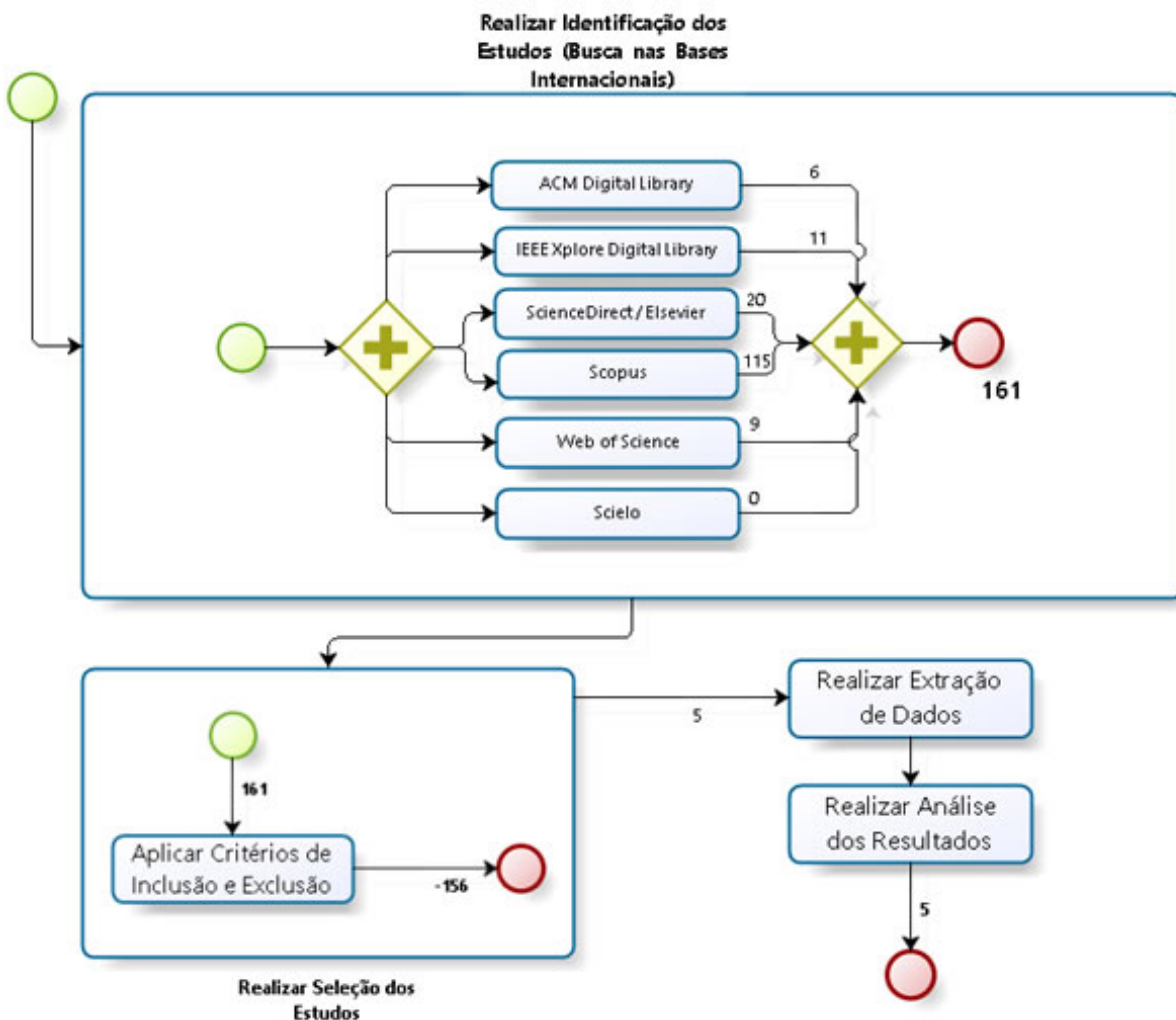 Realizar Identificação dos
Estudos (Busca nas Bases
Internacionais)
ACM Digital Library
6
IEEE Xplore Digital Library
11
ScienceDirect / Elsevier
20
Scopus
115
161
Web of Science
9
Scielo
0
Realizar Extração
de Dados
5
161
Realizar Análise
dos Resultados
Aplicar Critérios de
Inclusão e Exclusão
-156
5
Realizar Seleção dos
Estudos